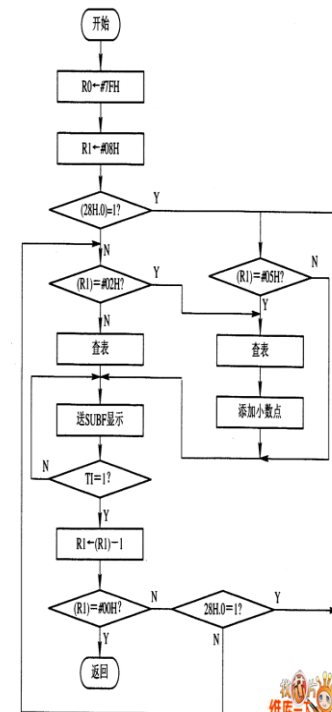 开始
R0←#7FH
R1←#08H
(28H.0)=1?
Y
N
(R1)=#02H?
Y
N
(R1)=#05H?
N
Y
查表
查表
添加小数点
送SUBF显示
N
TI=1?
Y
R1←(R1)-1
(R1)=#00H?
N
28H.0=1?
Y
Y
N
返回